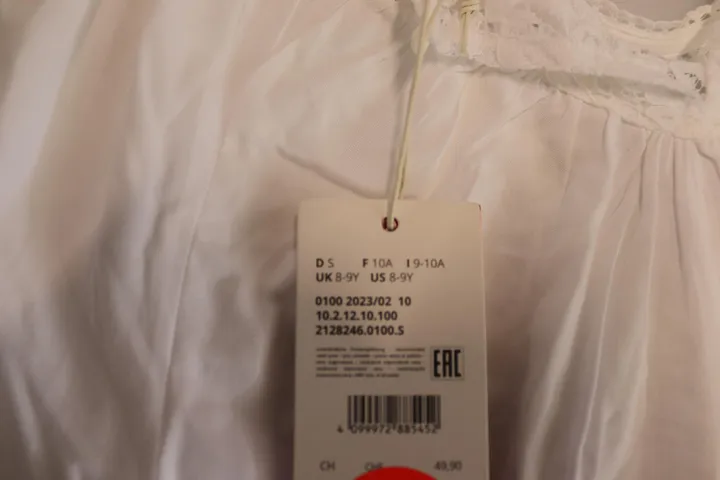 D S F 10A I 9-10A
UK 8-9Y US 8-9Y
0100 2023/02 10
10.2.12.10.100
2128246.0100.S
EAC
4 099972 885452
CH CHF 49,90